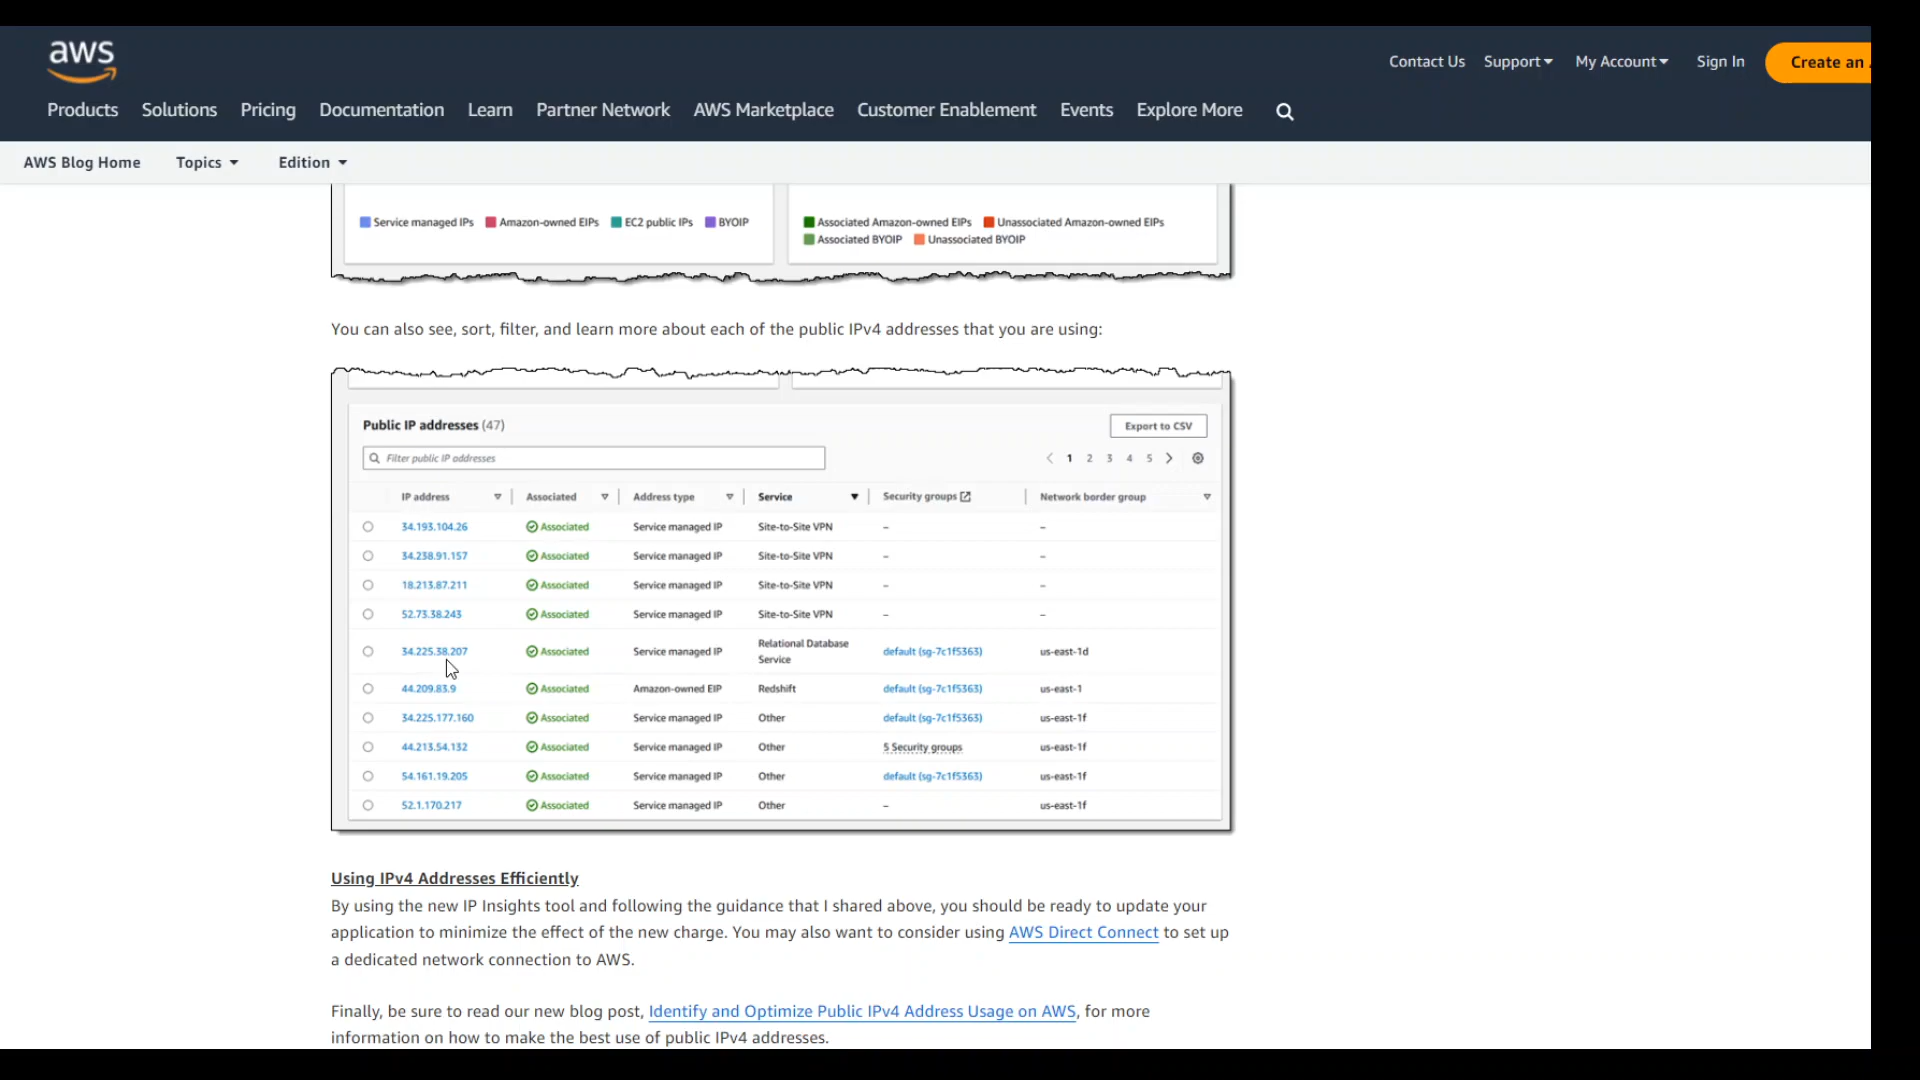 aws
Contact Us Support My Account Sign In Create an
Products Solutions Pricing Documentation Learn Partner Network AWS Marketplace Customer Enablement Events Explore More
AWS Blog Home Topics Edition
Service managed IPs Amazon-owned EIPs EC2 public IPs BYOIP
Associated Amazon-owned EIPs Unassociated Amazon-owned EIPs
Associated BYOIP Unassociated BYOIP
You can also see, sort, filter, and learn more about each of the public IPv4 addresses that you are using:
Public IP addresses (47) Export to CSV
Filter public IP addresses < 1 2 3 4 5 >
IP address Associated Address type Service Security groups Network border group
34.193.104.26 Associated Service managed IP Site-to-Site VPN – –
34.238.91.157 Associated Service managed IP Site-to-Site VPN – –
18.213.87.211 Associated Service managed IP Site-to-Site VPN – –
52.73.38.243 Associated Service managed IP Site-to-Site VPN – –
34.225.38.207 Associated Service managed IP Relational Database Service default (sg-7c1f5363) us-east-1d
44.209.83.9 Associated Amazon-owned EIP Redshift default (sg-7c1f5363) us-east-1
34.225.177.160 Associated Service managed IP Other default (sg-7c1f5363) us-east-1f
44.213.54.132 Associated Service managed IP Other 5 Security groups us-east-1f
54.161.19.205 Associated Service managed IP Other default (sg-7c1f5363) us-east-1f
52.1.170.217 Associated Service managed IP Other – us-east-1f
Using IPv4 Addresses Efficiently
By using the new IP Insights tool and following the guidance that I shared above, you should be ready to update your
application to minimize the effect of the new charge. You may also want to consider using AWS Direct Connect to set up
a dedicated network connection to AWS.
Finally, be sure to read our new blog post, Identify and Optimize Public IPv4 Address Usage on AWS, for more
information on how to make the best use of public IPv4 addresses.